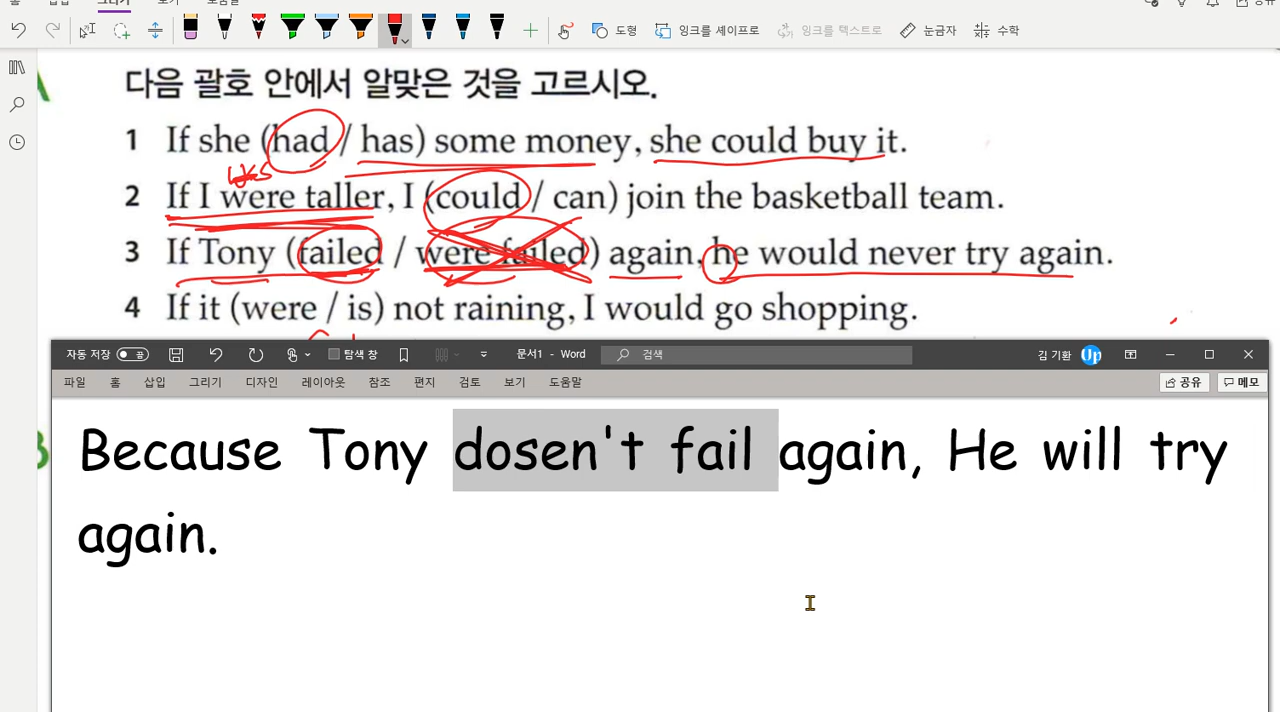 다음 괄호 안에서 알맞은 것을 고르시오.
도형
잉크를 셰이프로
잉크를 텍스트로
눈금자
수학
1 If she (had / has) some money, she could buy it.
was
2 If I were taller, I (could / can) join the basketball team.
3 If Tony (failed / were failed) again, he would never try again.
4 If it (were / is) not raining, I would go shopping.
자동 저장 끔 탐색 창 문서1 - Word 검색 김 기환 Up
파일 홈 삽입 그리기 디자인 레이아웃 참조 편지 검토 보기 도움말 공유 메모
Because Tony dosen't fail again, He will try
again.